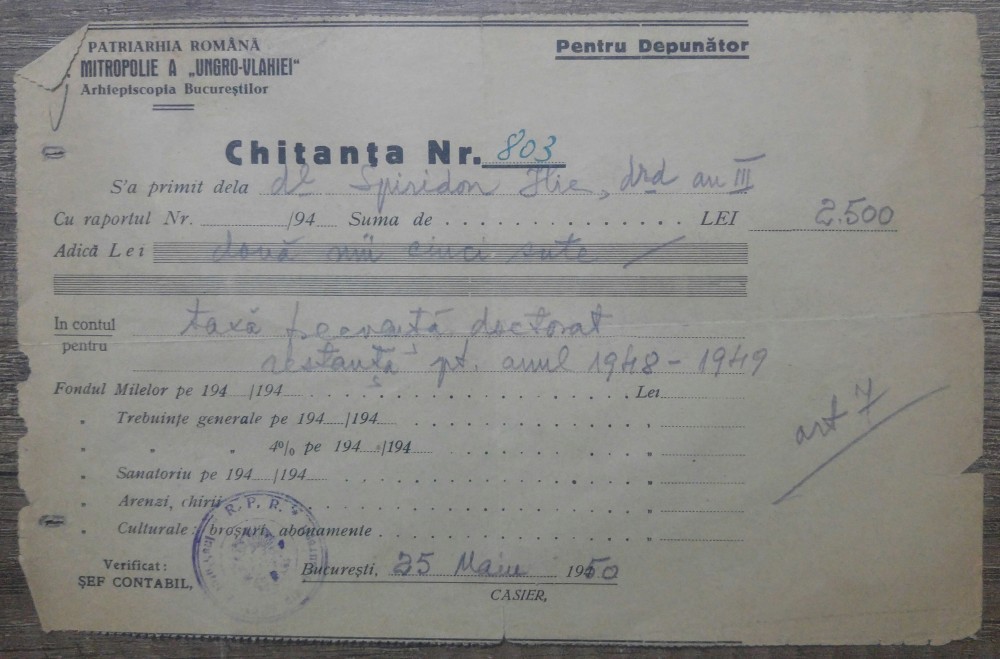 PATRIARHIA ROMÂNĂ
MITROPOLIE A „UNGRO-VLAHIEI"
Arhiepiscopia Bucureştilor
Pentru Depunător
Chitanţa Nr. 803
S'a primit dela dl Spiridon Ilie, drd an III
Cu raportul Nr. /94 Suma de LEI 2.500
Adică Lei două mii cinci sute
In contul taxă doctorat
pentru restanţă pt. anul 1948 - 1949
Fondul Milelor pe 194 /194 Lei
" Trebuinţe generale pe 194 /194 "
" " " 4% pe 194 /194 "
" Sanatoriu pe 194 /194 "
" Arenzi, chirii "
" Culturale: broşuri, abonamente "
art 7
R. P. R.
Verificat:
ŞEF CONTABIL,
Bucureşti, 25 Maiu 1950
CASIER,